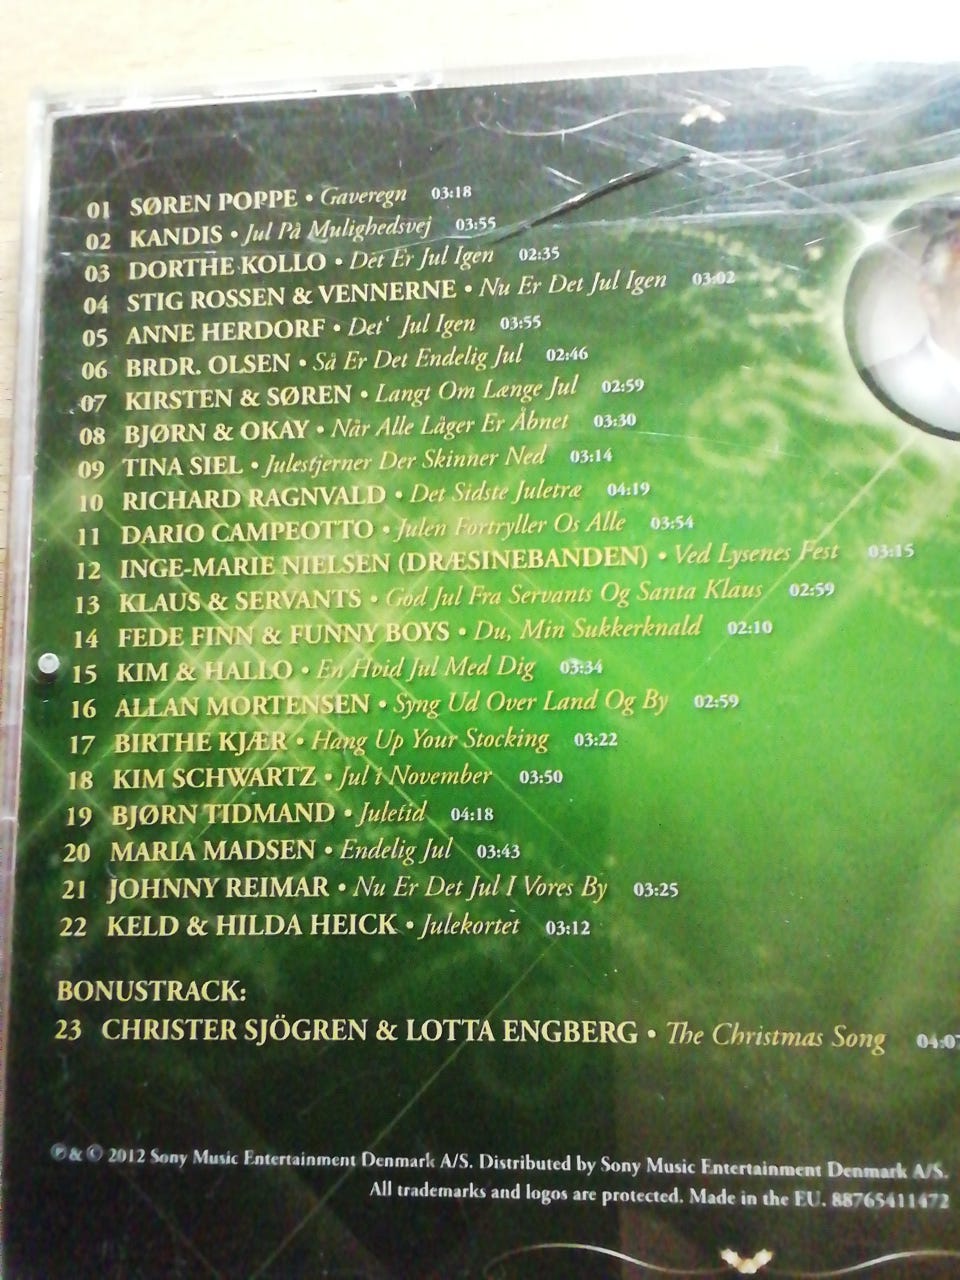 01 SØREN POPPE • Gaveregn 03:18
02 KANDIS • Jul På Mulighedsvej 03:55
03 DORTHE KOLLO • Det Er Jul Igen 02:35
04 STIG ROSSEN & VENNERNE • Nu Er Det Jul Igen 03:02
05 ANNE HERDORF • Det' Jul Igen 03:55
06 BRDR. OLSEN • Så Er Det Endelig Jul 02:46
07 KIRSTEN & SØREN • Langt Om Længe Jul 02:59
08 BJØRN & OKAY • Når Alle Låger Er Åbnet 03:30
09 TINA SIEL • Julestjerner Der Skinner Ned 03:14
10 RICHARD RAGNVALD • Det Sidste Juletræ 04:19
11 DARIO CAMPEOTTO • Julen Fortryller Os Alle 03:54
12 INGE-MARIE NIELSEN (DRÆSINEBANDEN) • Ved Lysenes Fest 03:15
13 KLAUS & SERVANTS • God Jul Fra Servants Og Santa Klaus 02:59
14 FEDE FINN & FUNNY BOYS • Du, Min Sukkerknald 02:10
15 KIM & HALLO • En Hvid Jul Med Dig 03:34
16 ALLAN MORTENSEN • Syng Ud Over Land Og By 02:59
17 BIRTHE KJÆR • Hang Up Your Stocking 03:22
18 KIM SCHWARTZ • Jul i November 03:50
19 BJØRN TIDMAND • Juletid 04:18
20 MARIA MADSEN • Endelig Jul 03:43
21 JOHNNY REIMAR • Nu Er Det Jul I Vores By 03:25
22 KELD & HILDA HEICK • Julekortet 03:12
BONUSTRACK:
23 CHRISTER SJÖGREN & LOTTA ENGBERG • The Christmas Song 04:07
℗ & © 2012 Sony Music Entertainment Denmark A/S. Distributed by Sony Music Entertainment Denmark A/S.
All trademarks and logos are protected. Made in the EU. 88765411472